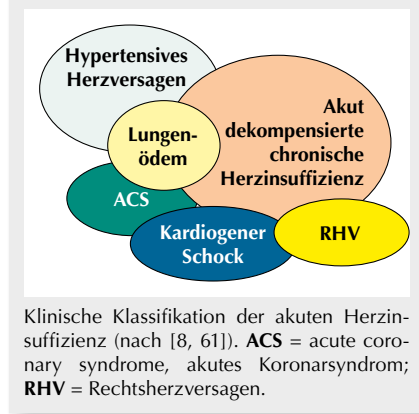 Hypertensives
Herzversagen
Akut
dekompensierte
chronische
Herzinsuffizienz
Lungen-
ödem
ACS
Kardiogener
Schock
RHV
Klinische Klassifikation der akuten Herzin-
suffizienz (nach [8, 61]). ACS = acute coro-
nary syndrome, akutes Koronarsyndrom;
RHV = Rechtsherzversagen.